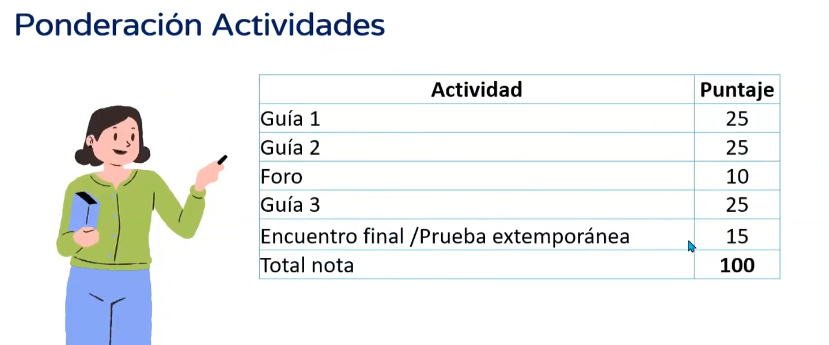 Ponderación Actividades
Actividad Puntaje
Guía 1 25
Guía 2 25
Foro 10
Guía 3 25
Encuentro final /Prueba extemporánea 15
Total nota 100